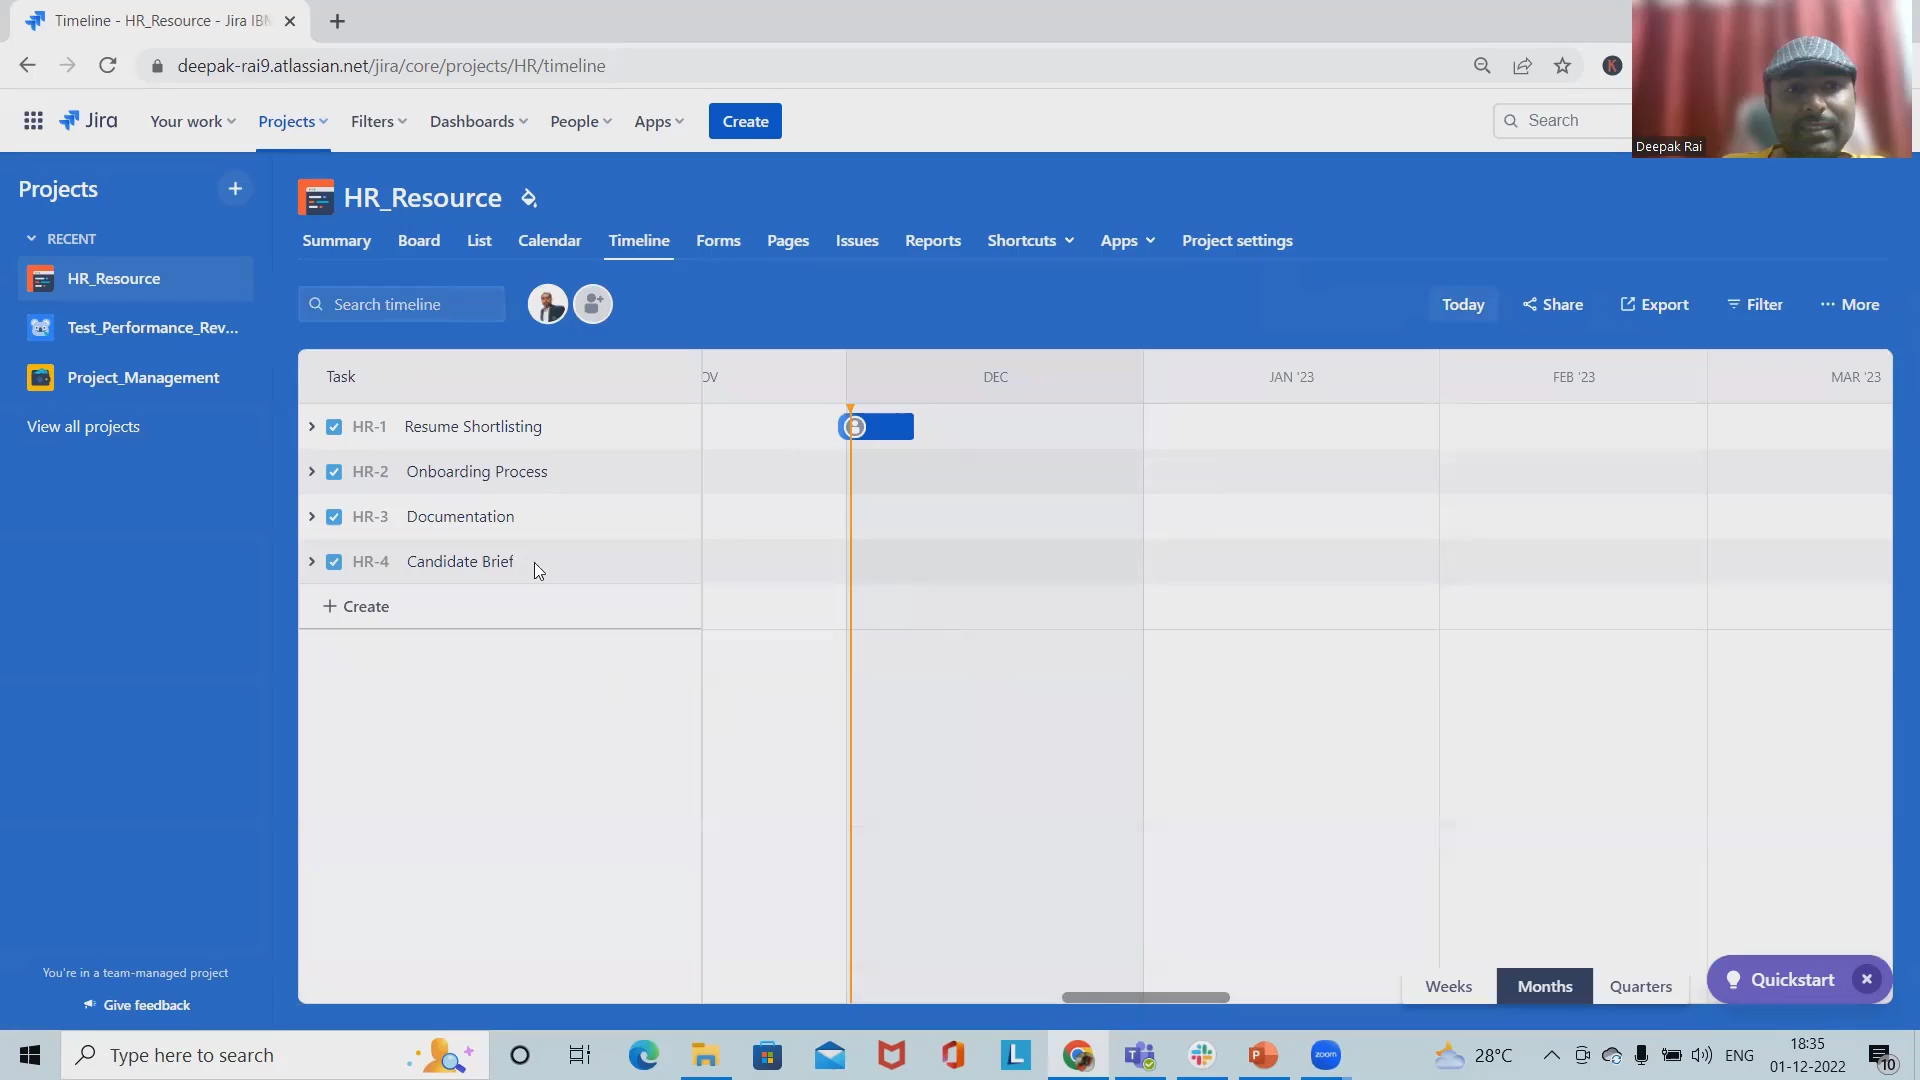 Timeline - HR_Resource - Jira IBM
deepak-rai9.atlassian.net/jira/core/projects/HR/timeline
K
Jira
Your work
Projects
Filters
Dashboards
People
Apps
Create
Search
Deepak Rai
Projects
RECENT
HR_Resource
Test_Performance_Rev...
Project_Management
View all projects
You're in a team-managed project
Give feedback
HR_Resource
Summary
Board
List
Calendar
Timeline
Forms
Pages
Issues
Reports
Shortcuts
Apps
Project settings
Search timeline
Today
Share
Export
Filter
More
Task
OV
DEC
JAN '23
FEB '23
MAR '23
HR-1 Resume Shortlisting
HR-2 Onboarding Process
HR-3 Documentation
HR-4 Candidate Brief
+ Create
Weeks
Months
Quarters
Quickstart
Type here to search
L
zoom
28°C
ENG
18:35
01-12-2022
10